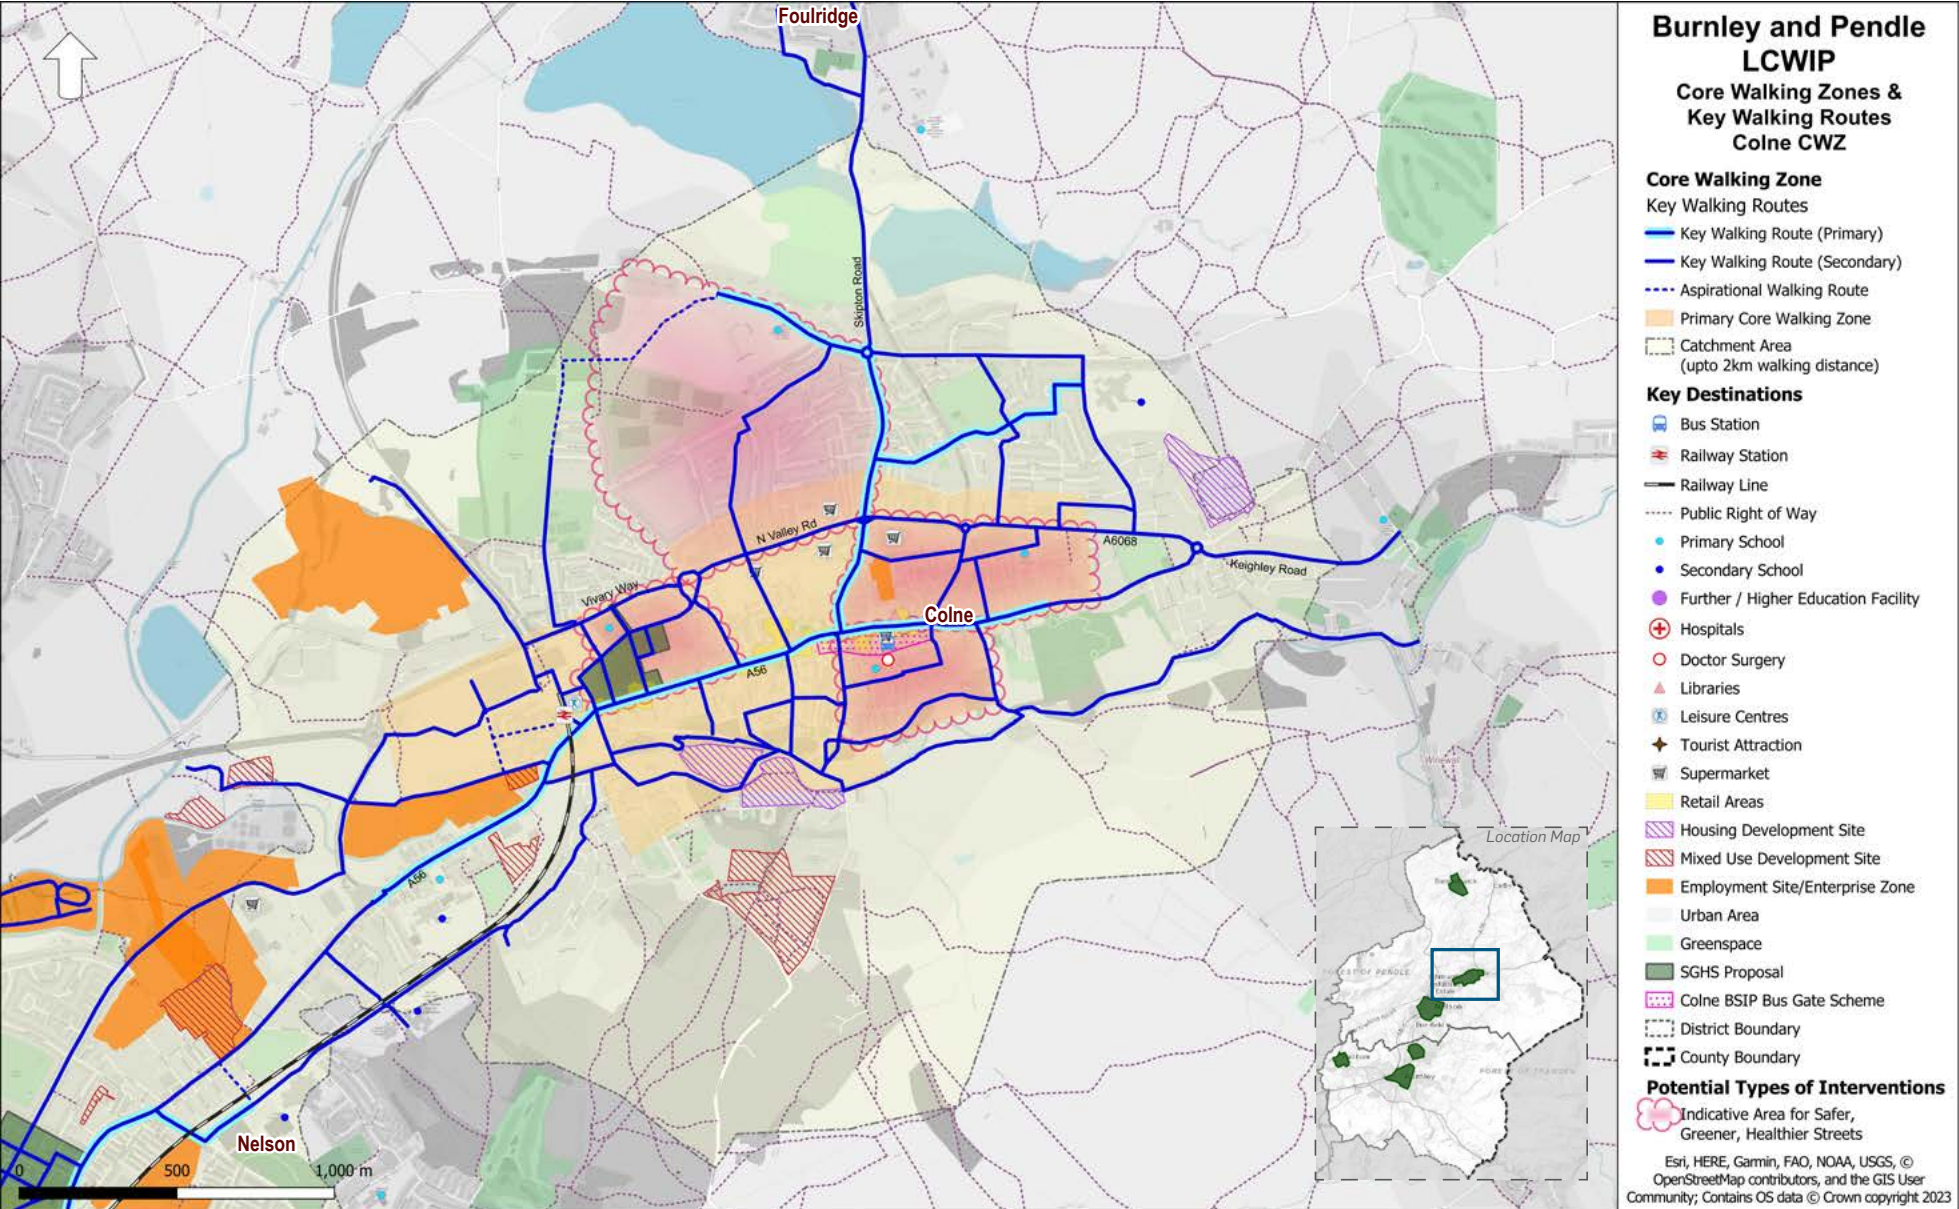 Foulridge
Skipton Road
N Valley Rd
Vivary Way
A6068
Keighley Road
Colne
A56
A56
Winewall
Nelson
0
500
1,000 m
Burnley and Pendle
LCWIP
Core Walking Zones &
Key Walking Routes
Colne CWZ
Core Walking Zone
Key Walking Routes
Key Walking Route (Primary)
Key Walking Route (Secondary)
Aspirational Walking Route
Primary Core Walking Zone
Catchment Area
(upto 2km walking distance)
Key Destinations
Bus Station
Railway Station
Railway Line
Public Right of Way
Primary School
Secondary School
Further / Higher Education Facility
Hospitals
Doctor Surgery
Libraries
Leisure Centres
Tourist Attraction
Supermarket
Retail Areas
Housing Development Site
Mixed Use Development Site
Employment Site/Enterprise Zone
Urban Area
Greenspace
SGHS Proposal
Colne BSIP Bus Gate Scheme
District Boundary
County Boundary
Potential Types of Interventions
Indicative Area for Safer,
Greener, Healthier Streets
Esri, HERE, Garmin, FAO, NOAA, USGS, ©
OpenStreetMap contributors, and the GIS User
Community; Contains OS data © Crown copyright 2023
Location Map
FOREST OF PENDLE